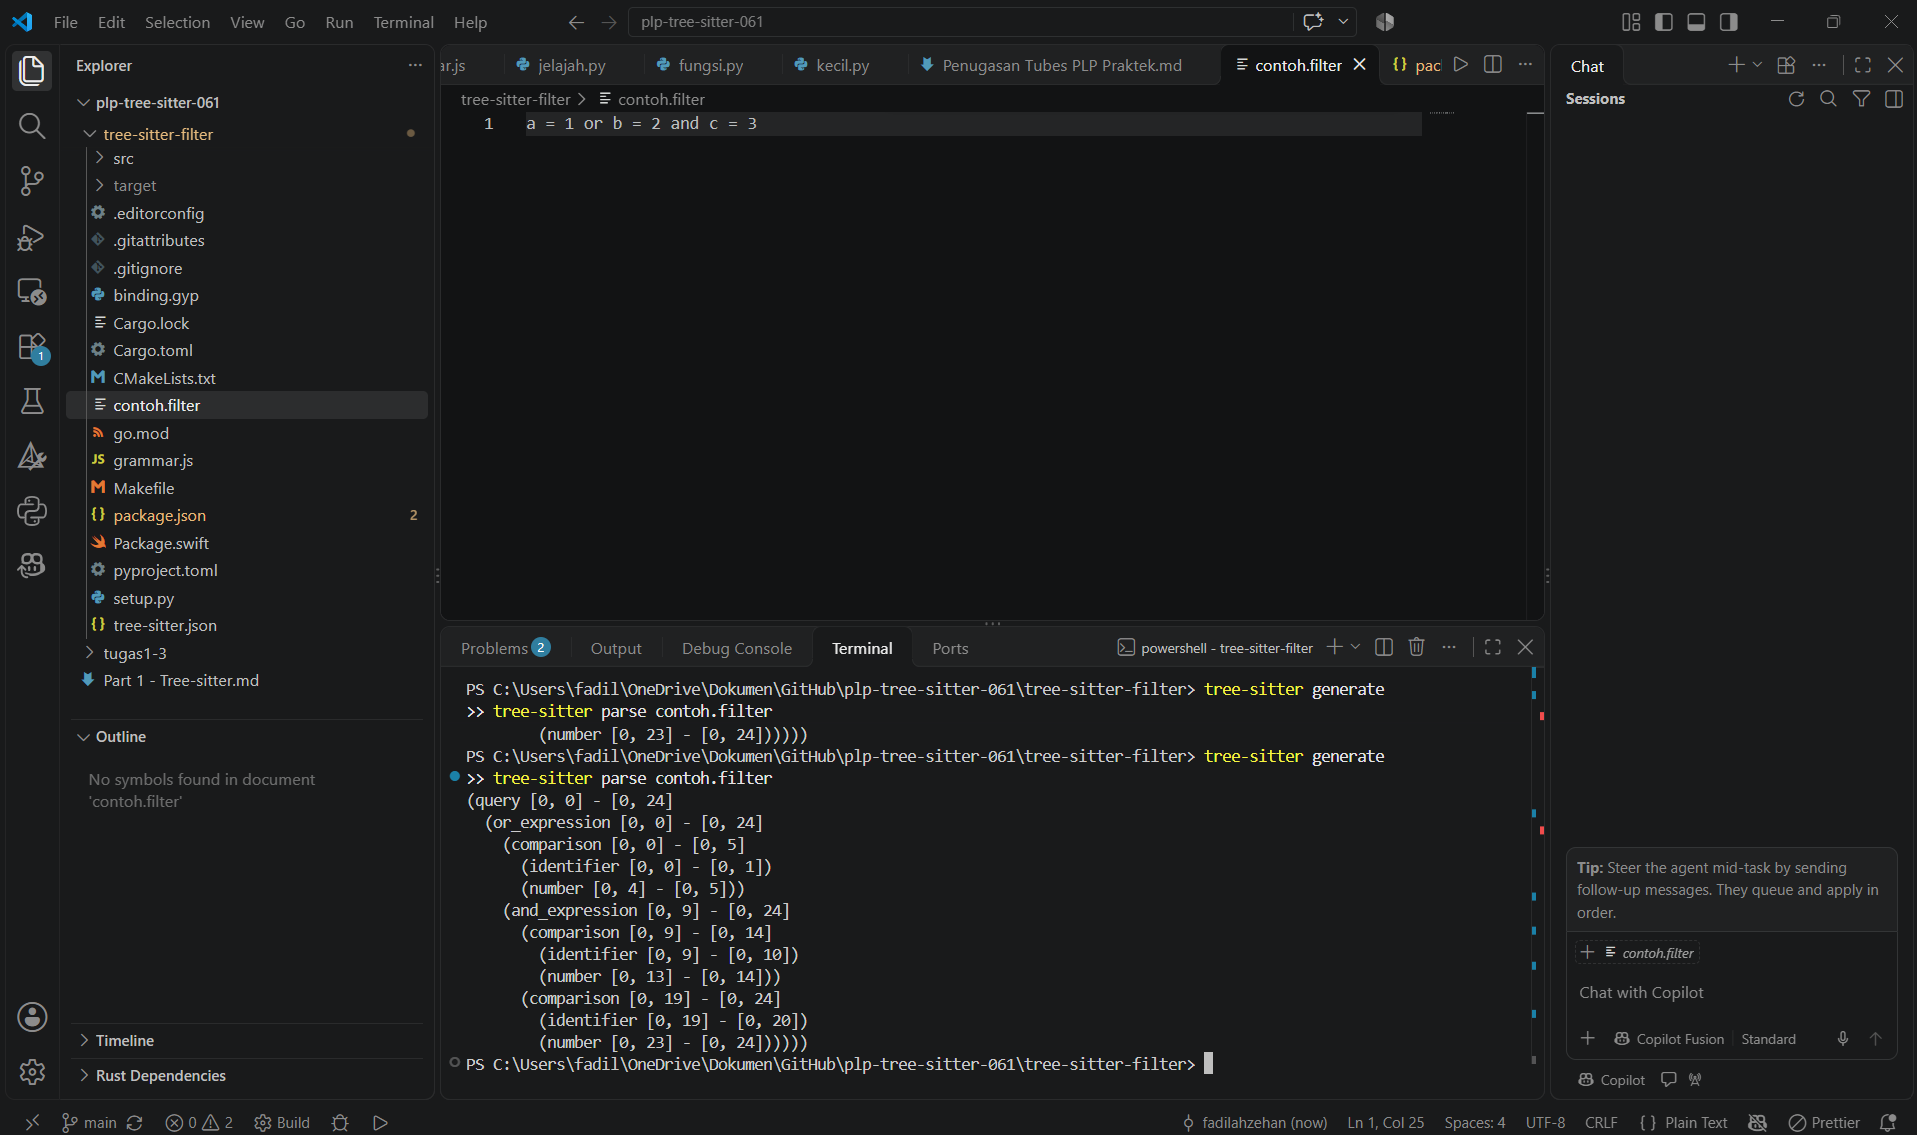 File Edit Selection View Go Run Terminal Help
plp-tree-sitter-061
Explorer
plp-tree-sitter-061
tree-sitter-filter
src
target
.editorconfig
.gitattributes
.gitignore
binding.gyp
Cargo.lock
Cargo.toml
CMakeLists.txt
contoh.filter
go.mod
grammar.js
Makefile
package.json 2
Package.swift
pyproject.toml
setup.py
tree-sitter.json
tugas1-3
Part 1 - Tree-sitter.md
Outline
No symbols found in document
'contoh.filter'
Timeline
Rust Dependencies
1
ar.js jelajah.py fungsi.py kecil.py Penugasan Tubes PLP Praktek.md contoh.filter pac
tree-sitter-filter > contoh.filter
1 a = 1 or b = 2 and c = 3
Problems 2 Output Debug Console Terminal Ports powershell - tree-sitter-filter
PS C:\Users\fadil\OneDrive\Dokumen\GitHub\plp-tree-sitter-061\tree-sitter-filter> tree-sitter generate
>> tree-sitter parse contoh.filter
(number [0, 23] - [0, 24])))))
PS C:\Users\fadil\OneDrive\Dokumen\GitHub\plp-tree-sitter-061\tree-sitter-filter> tree-sitter generate
>> tree-sitter parse contoh.filter
(query [0, 0] - [0, 24]
(or_expression [0, 0] - [0, 24]
(comparison [0, 0] - [0, 5]
(identifier [0, 0] - [0, 1])
(number [0, 4] - [0, 5]))
(and_expression [0, 9] - [0, 24]
(comparison [0, 9] - [0, 14]
(identifier [0, 9] - [0, 10])
(number [0, 13] - [0, 14]))
(comparison [0, 19] - [0, 24]
(identifier [0, 19] - [0, 20])
(number [0, 23] - [0, 24])))))
PS C:\Users\fadil\OneDrive\Dokumen\GitHub\plp-tree-sitter-061\tree-sitter-filter>
Chat
Sessions
Tip: Steer the agent mid-task by sending
follow-up messages. They queue and apply in
order.
contoh.filter
Chat with Copilot
Copilot Fusion Standard
Copilot
main 0 2 Build fadilahzehan (now) Ln 1, Col 25 Spaces: 4 UTF-8 CRLF {} Plain Text Prettier